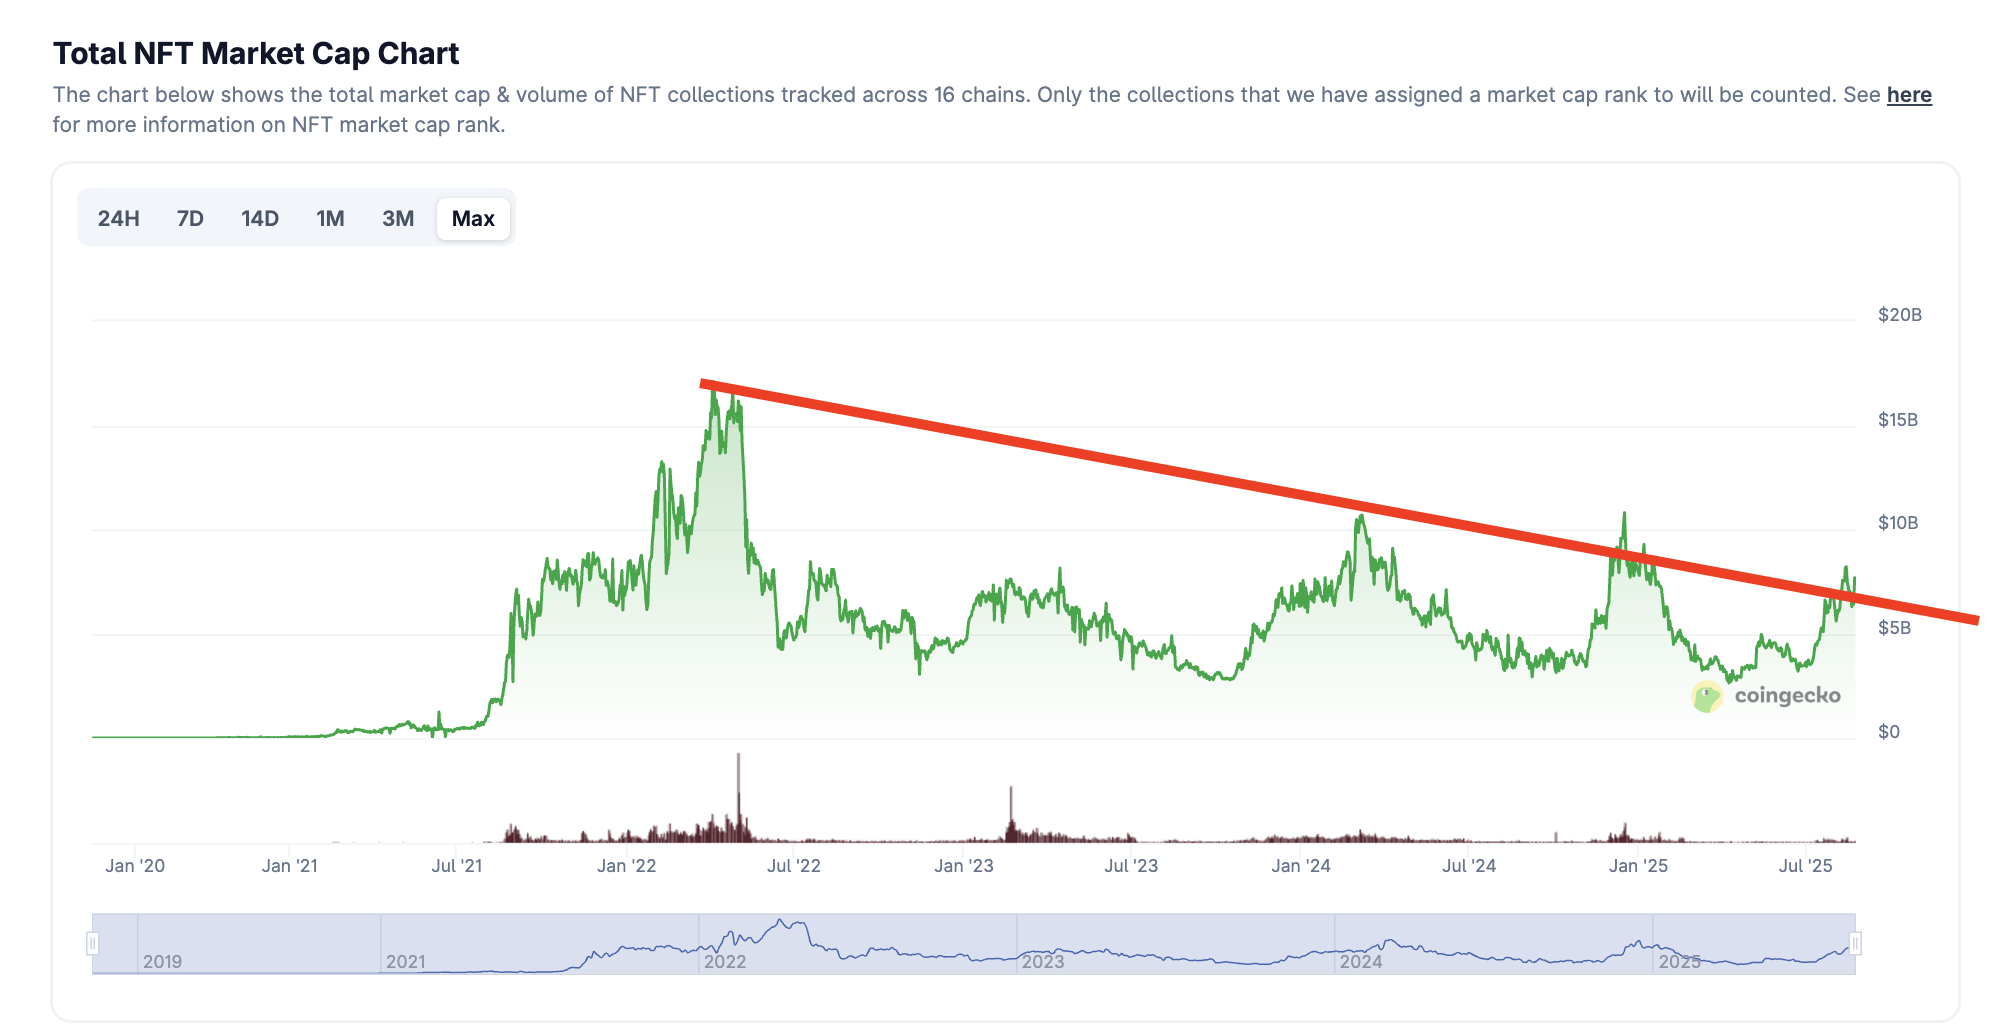 Total NFT Market Cap Chart
The chart below shows the total market cap & volume of NFT collections tracked across 16 chains. Only the collections that we have assigned a market cap rank to will be counted. See here
for more information on NFT market cap rank.
24H 7D 14D 1M 3M Max
$20B
$15B
$10B
$5B
coingecko
$0
Jan '20 Jan '21 Jul '21 Jan '22 Jul '22 Jan '23 Jul '23 Jan '24 Jul '24 Jan '25 Jul '25
2019 2021 2022 2023 2024 2025